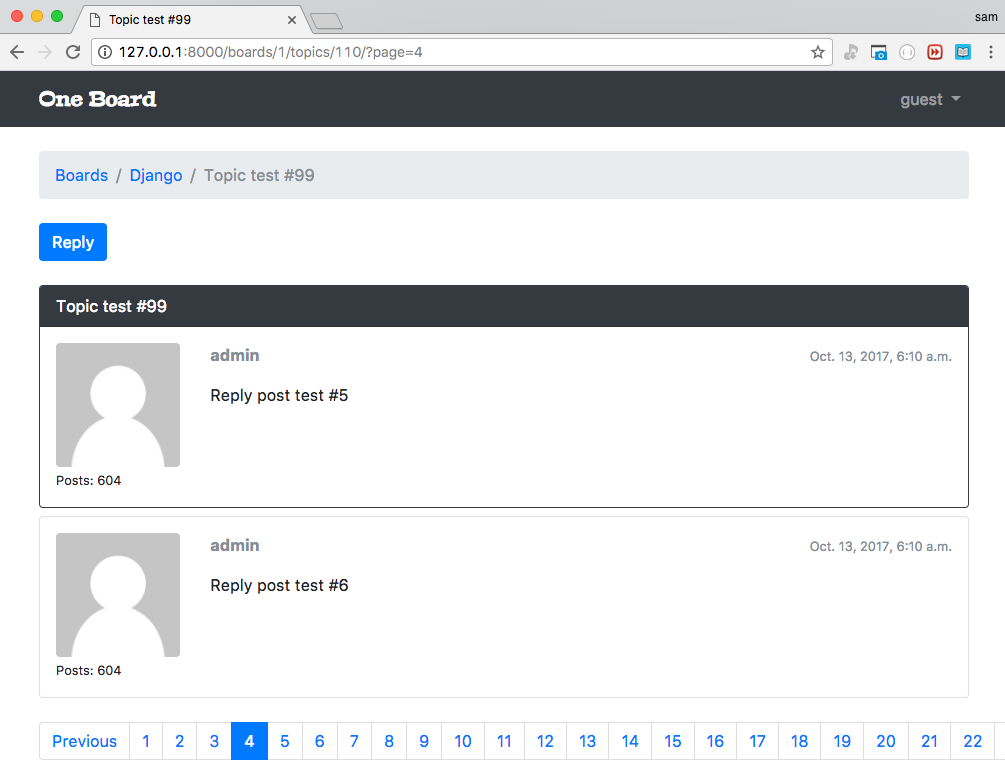 Topic test #99
sam
127.0.0.1:8000/boards/1/topics/110/?page=4
One Board
guest
Boards / Django / Topic test #99
Reply
Topic test #99
admin
Oct. 13, 2017, 6:10 a.m.
Reply post test #5
Posts: 604
admin
Oct. 13, 2017, 6:10 a.m.
Reply post test #6
Posts: 604
Previous 1 2 3 4 5 6 7 8 9 10 11 12 13 14 15 16 17 18 19 20 21 22